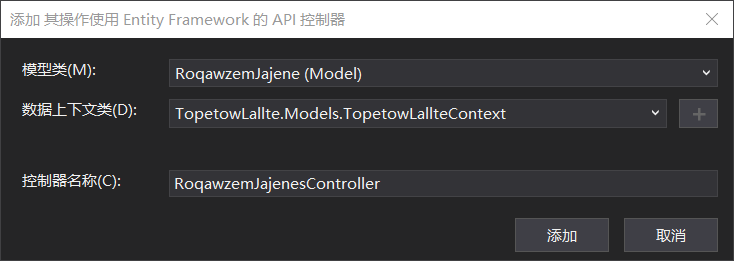 添加 其操作使用 Entity Framework 的 API 控制器
模型类(M): RoqawzemJajene (Model)
数据上下文类(D): TopetowLallte.Models.TopetowLallteContext +
控制器名称(C): RoqawzemJajenesController
添加 取消